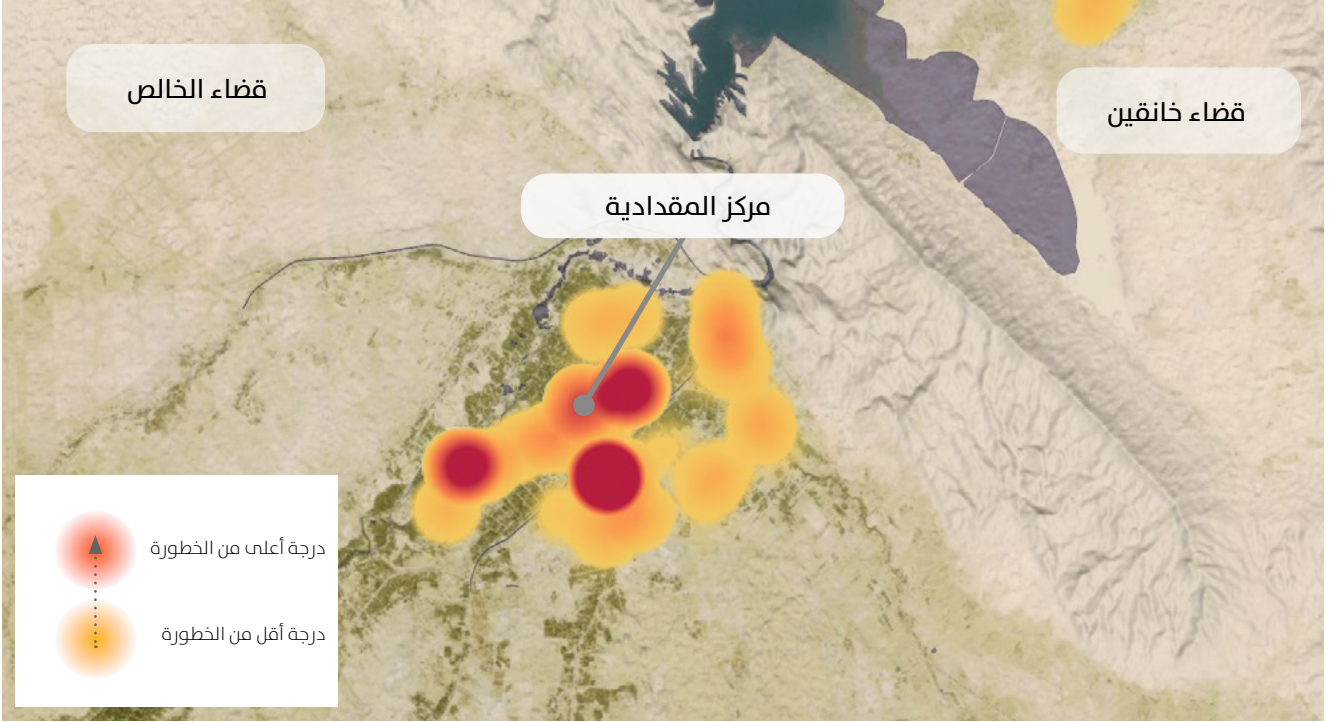 قضاء الخالص
قضاء خانقين
مركز المقدادية
درجة أعلى من الخطورة
درجة أقل من الخطورة